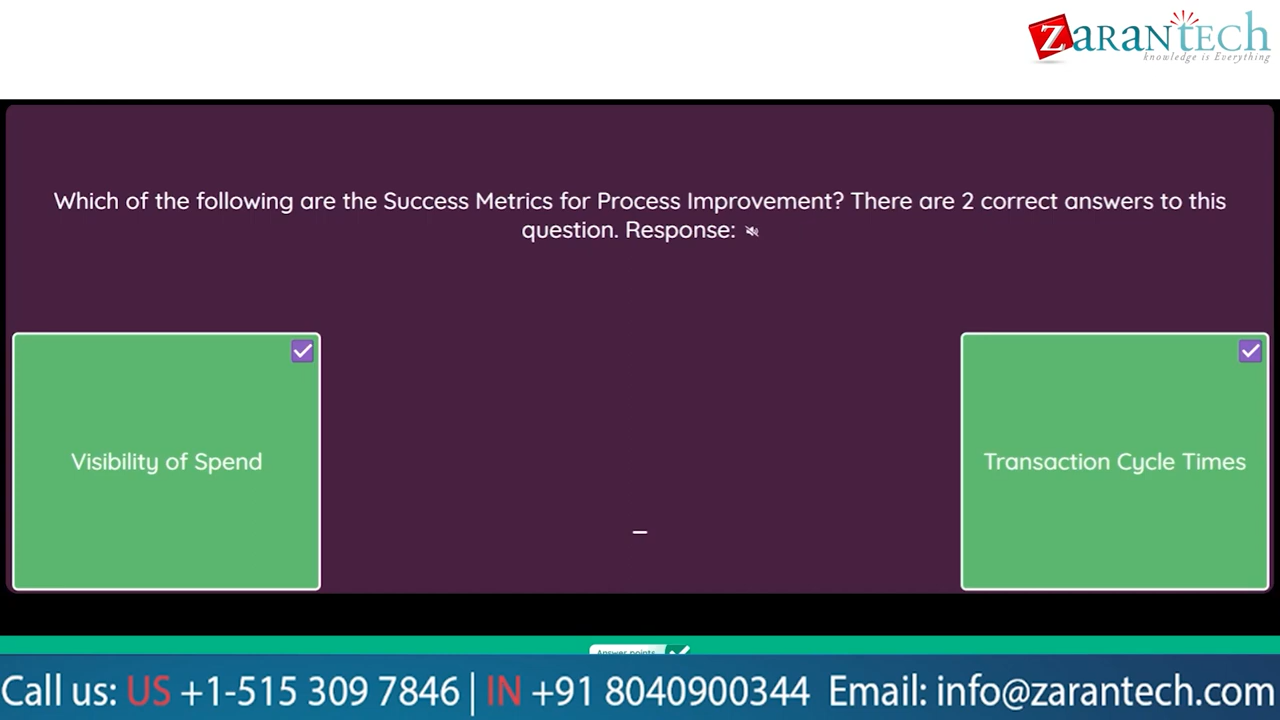 ZaranTech
knowledge is Everything
Which of the following are the Success Metrics for Process Improvement? There are 2 correct answers to this
question. Response:
Visibility of Spend
Transaction Cycle Times
Answer points
Call us: US +1-515 309 7846 | IN +91 8040900344 Email: info@zarantech.com